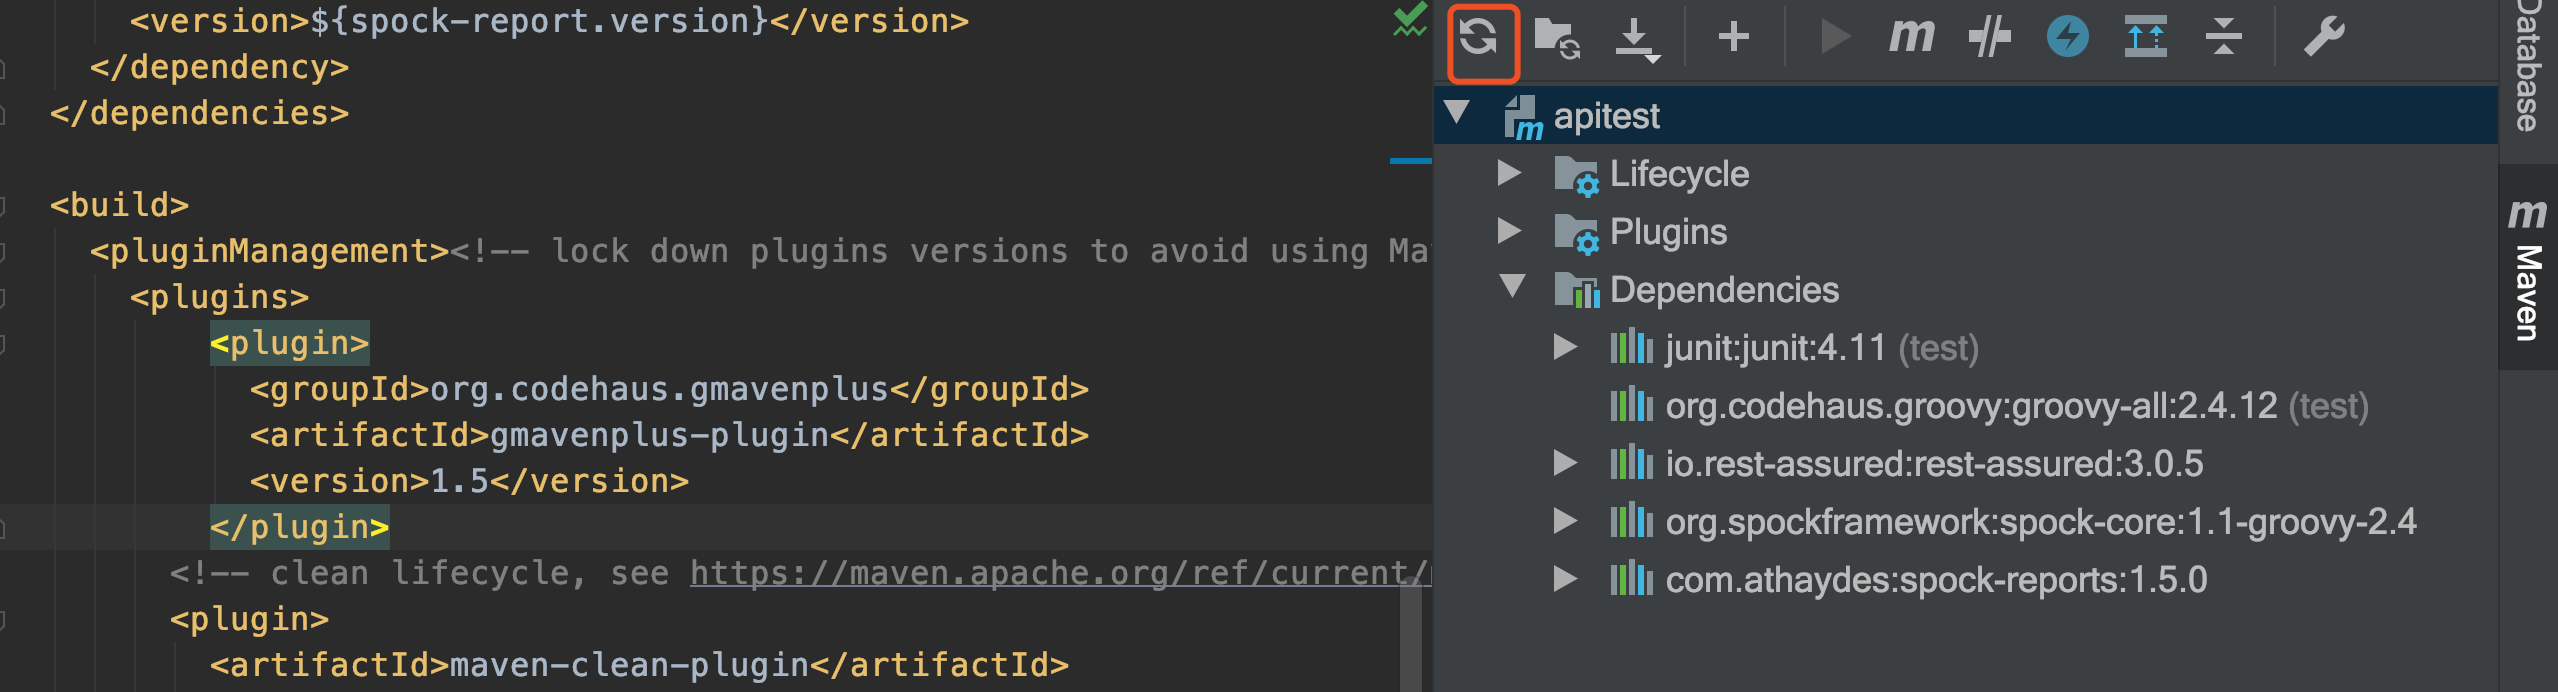 <version>${spock-report.version}</version>
</dependency>
</dependencies>
<build>
<pluginManagement><!-- lock down plugins versions to avoid using Ma
<plugins>
<plugin>
<groupId>org.codehaus.gmavenplus</groupId>
<artifactId>gmavenplus-plugin</artifactId>
<version>1.5</version>
</plugin>
<!-- clean lifecycle, see https://maven.apache.org/ref/current/
<plugin>
<artifactId>maven-clean-plugin</artifactId>
m
apitest
Lifecycle
Plugins
Dependencies
junit:junit:4.11 (test)
org.codehaus.groovy:groovy-all:2.4.12 (test)
io.rest-assured:rest-assured:3.0.5
org.spockframework:spock-core:1.1-groovy-2.4
com.athaydes:spock-reports:1.5.0
Database
m Maven